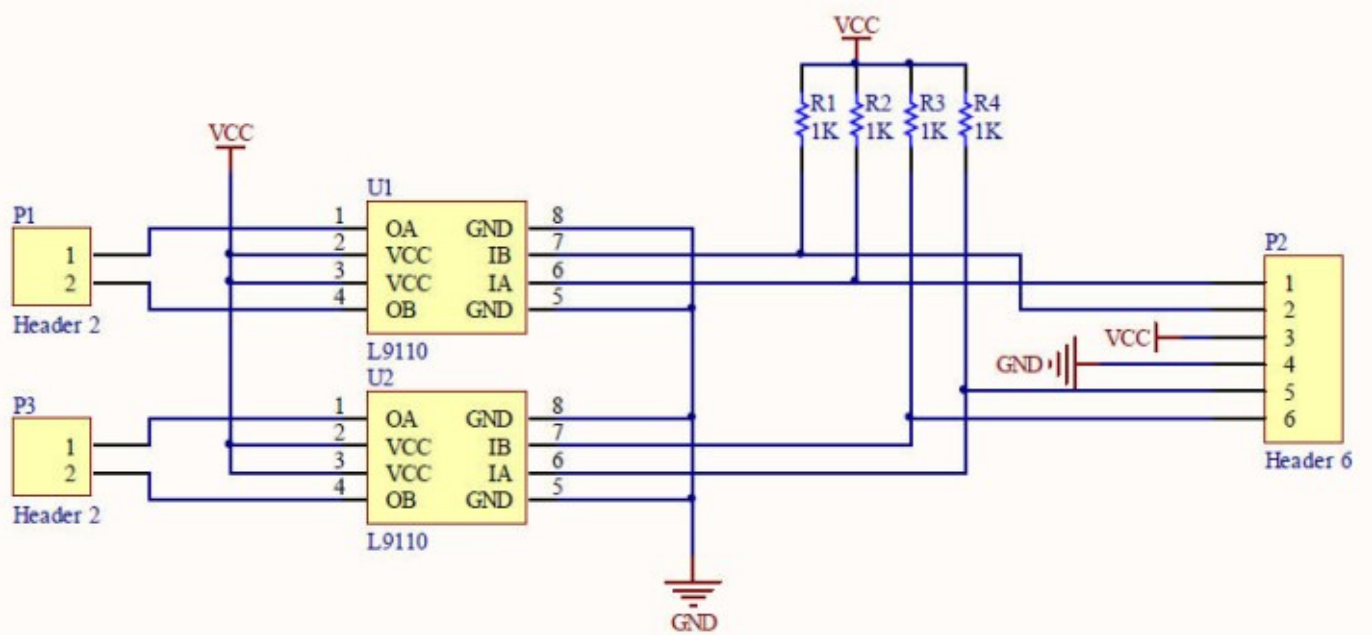 VCC
R1
1K
R2
1K
R3
1K
R4
1K
VCC
P1
1
2
Header 2
U1
1 OA GND 8
2 VCC IB 7
3 VCC IA 6
4 OB GND 5
L9110
P2
1
2
VCC 3
GND 4
5
6
Header 6
P3
1
2
Header 2
U2
1 OA GND 8
2 VCC IB 7
3 VCC IA 6
4 OB GND 5
L9110
GND